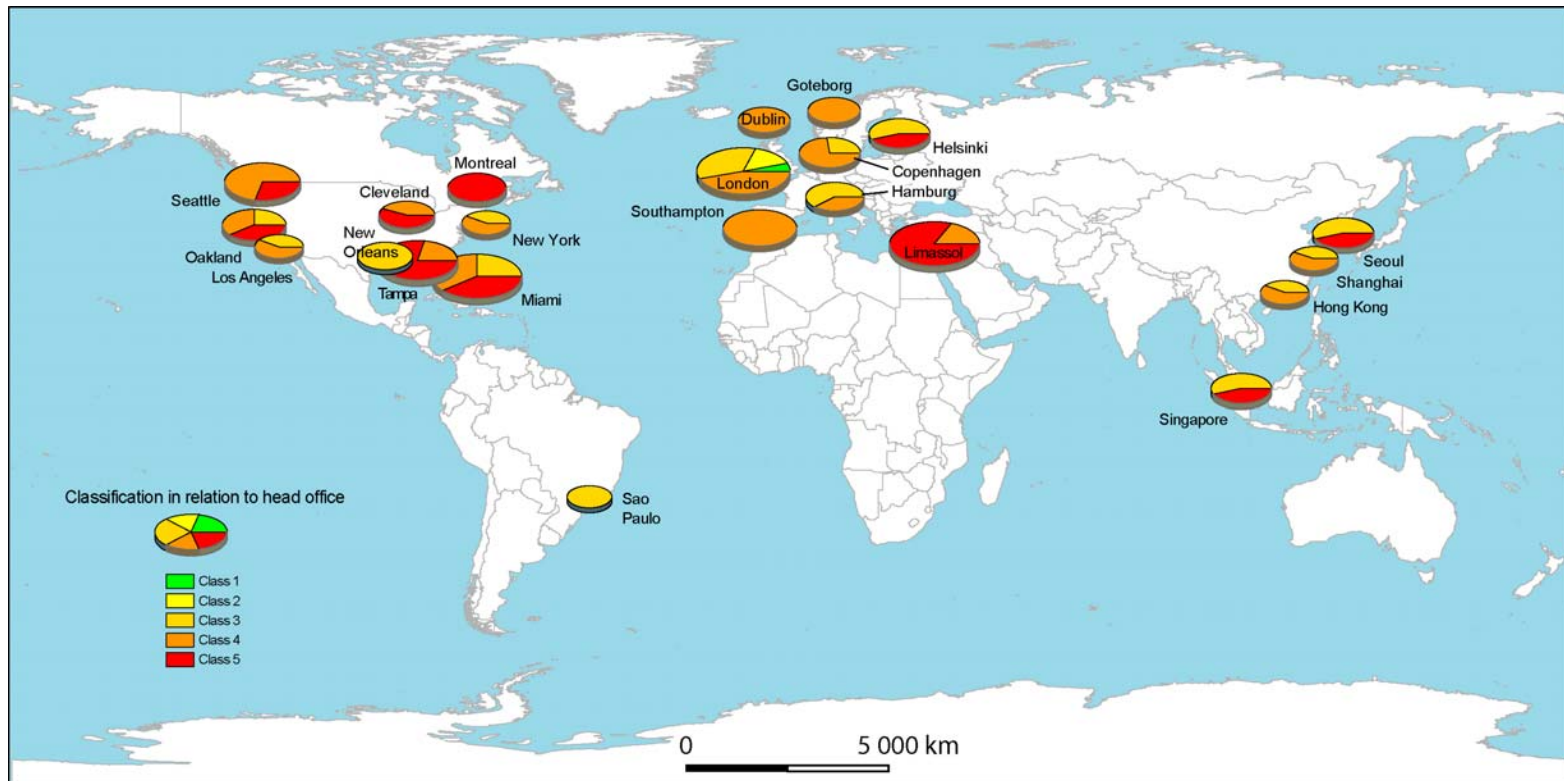 Goteborg
Dublin
Helsinki
Montreal
Copenhagen
Seattle
Cleveland
London
Hamburg
Southampton
New
Orleans
New York
Oakland
Limassol
Seoul
Los Angeles
Shanghai
Tampa
Miami
Hong Kong
Singapore
Sao
Paulo
Classification in relation to head office
Class 1
Class 2
Class 3
Class 4
Class 5
0 5 000 km